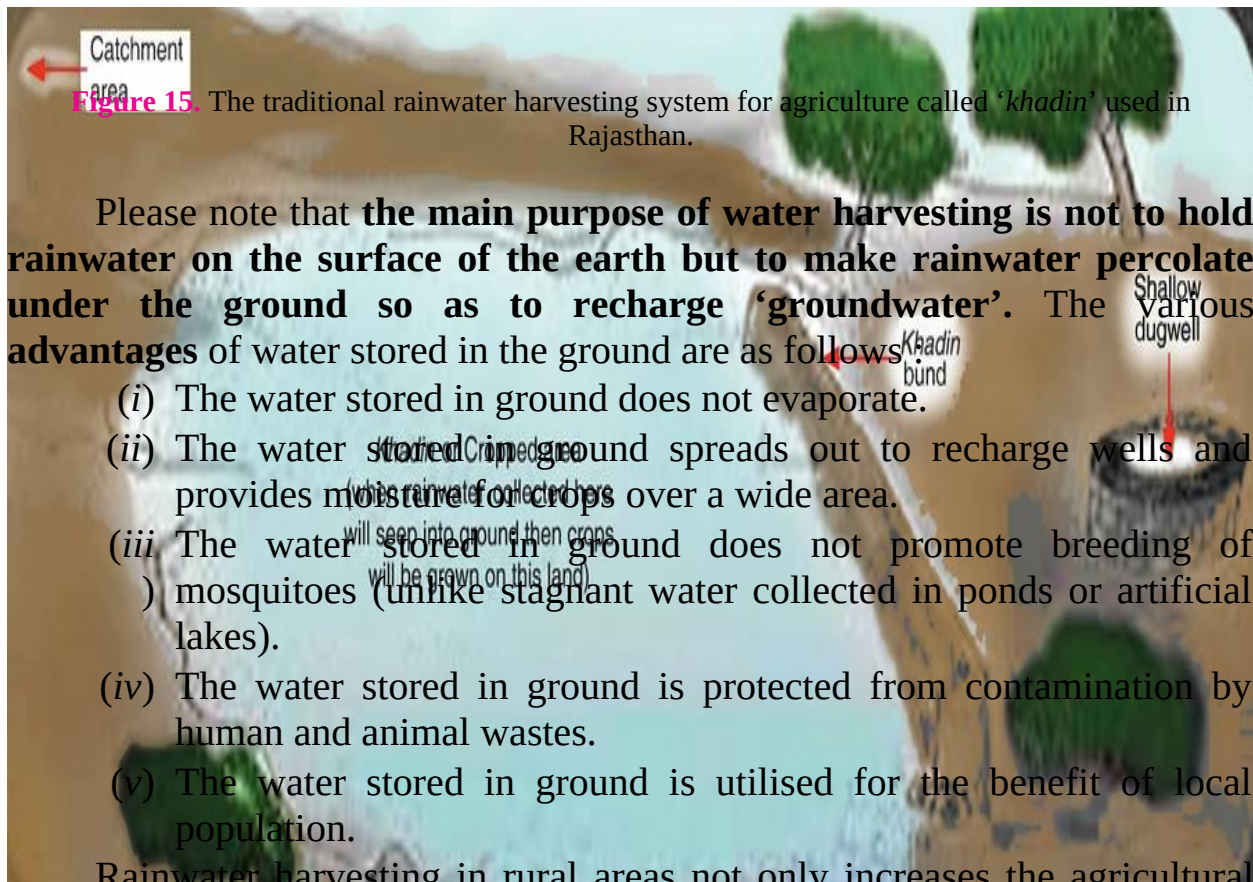 Catchment
area
Figure 15. The traditional rainwater harvesting system for agriculture called ‘khadin’ used in
Rajasthan.
Please note that the main purpose of water harvesting is not to hold
rainwater on the surface of the earth but to make rainwater percolate
under the ground so as to recharge ‘groundwater’. The various
advantages of water stored in the ground are as follows :
Shallow
dugwell
Khadin
bund
(i) The water stored in ground does not evaporate.
(ii) The water stored in ground spreads out to recharge wells and
provides moisture for crops over a wide area.
Khadin or Cropped area
(when rainwater collected here
will seep into ground then crops
will be grown on this land)
(iii The water stored in ground does not promote breeding of
) mosquitoes (unlike stagnant water collected in ponds or artificial
lakes).
(iv) The water stored in ground is protected from contamination by
human and animal wastes.
(v) The water stored in ground is utilised for the benefit of local
population.
Rainwater harvesting in rural areas not only increases the agricultural